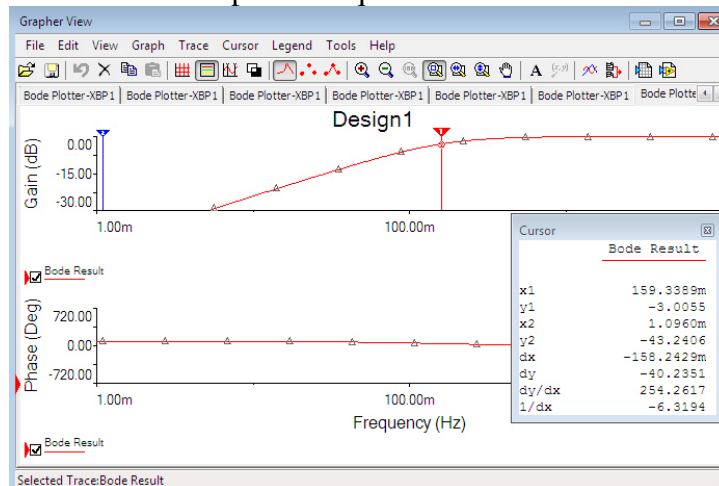 Grapher View
File Edit View Graph Trace Cursor Legend Tools Help
A
Bode Plotter-XBP1 Bode Plotter-XBP1 Bode Plotter-XBP1 Bode Plotter-XBP1 Bode Plotter-XBP1 Bode Plotter-XBP1 Bode Plotte
Design1
Gain (dB)
0.00
-15.00
-30.00
1.00m 100.00m
Bode Result
Cursor
Bode Result
x1 159.3389m
y1 -3.0055
x2 1.0960m
y2 -43.2406
dx -158.2429m
dy -40.2351
dy/dx 254.2617
1/dx -6.3194
Phase (Deg)
720.00
0.00
-720.00
1.00m 100.00m
Frequency (Hz)
Bode Result
Selected Trace:Bode Result